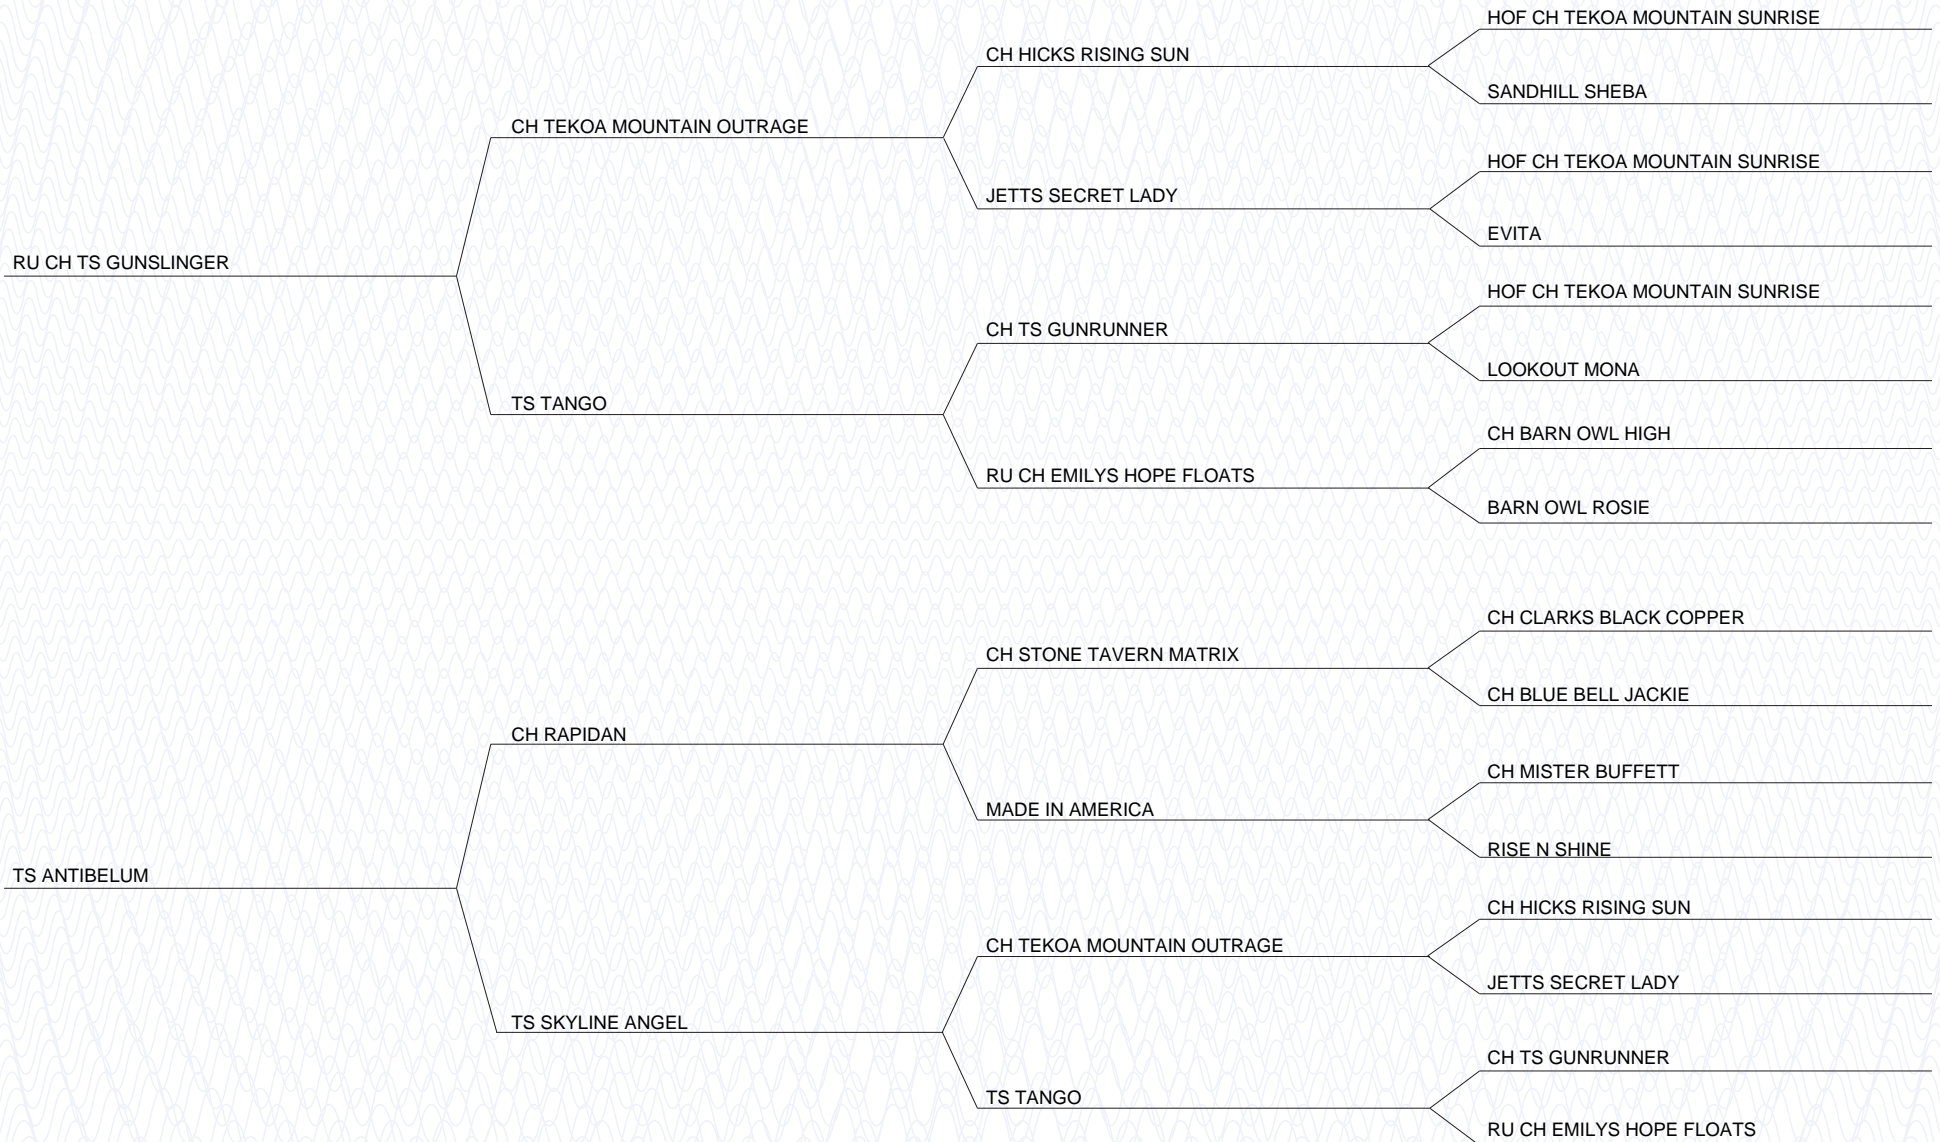 HOF CH TEKOA MOUNTAIN SUNRISE
CH HICKS RISING SUN
SANDHILL SHEBA
CH TEKOA MOUNTAIN OUTRAGE
HOF CH TEKOA MOUNTAIN SUNRISE
JETTS SECRET LADY
EVITA
RU CH TS GUNSLINGER
HOF CH TEKOA MOUNTAIN SUNRISE
CH TS GUNRUNNER
LOOKOUT MONA
TS TANGO
CH BARN OWL HIGH
RU CH EMILYS HOPE FLOATS
BARN OWL ROSIE
CH CLARKS BLACK COPPER
CH STONE TAVERN MATRIX
CH BLUE BELL JACKIE
CH RAPIDAN
CH MISTER BUFFETT
MADE IN AMERICA
RISE N SHINE
TS ANTIBELUM
CH HICKS RISING SUN
CH TEKOA MOUNTAIN OUTRAGE
JETTS SECRET LADY
TS SKYLINE ANGEL
CH TS GUNRUNNER
TS TANGO
RU CH EMILYS HOPE FLOATS